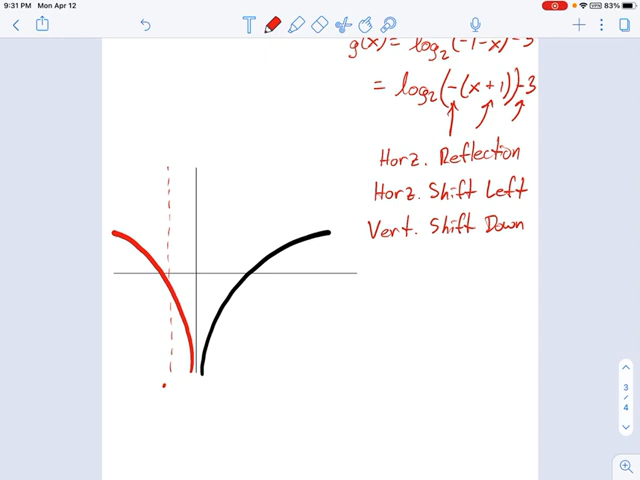 9:31 PM Mon Apr 12
83%
g(x) = log₂(-1-x)-3
= log₂(-(x+1))-3
Horz. Reflection
Horz. Shift Left
Vert. Shift Down
3
/
4